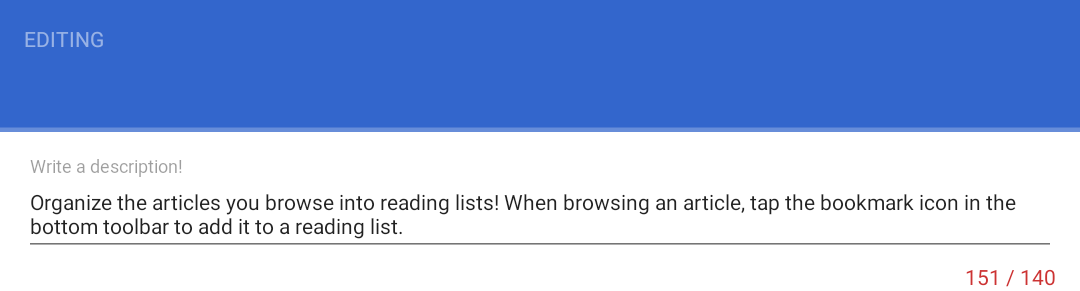 EDITING
Write a description!
Organize the articles you browse into reading lists! When browsing an article, tap the bookmark icon in the
bottom toolbar to add it to a reading list.
151 / 140